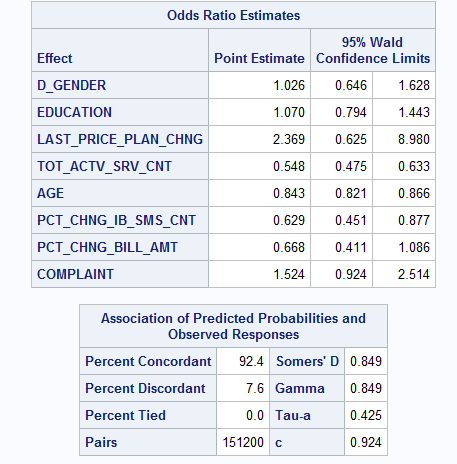 Odds Ratio Estimates
Effect Point Estimate 95% Wald Confidence Limits
D_GENDER 1.026 0.646 1.628
EDUCATION 1.070 0.794 1.443
LAST_PRICE_PLAN_CHNG 2.369 0.625 8.980
TOT_ACTV_SRV_CNT 0.548 0.475 0.633
AGE 0.843 0.821 0.866
PCT_CHNG_IB_SMS_CNT 0.629 0.451 0.877
PCT_CHNG_BILL_AMT 0.668 0.411 1.086
COMPLAINT 1.524 0.924 2.514
Association of Predicted Probabilities and
Observed Responses
Percent Concordant 92.4 Somers' D 0.849
Percent Discordant 7.6 Gamma 0.849
Percent Tied 0.0 Tau-a 0.425
Pairs 151200 c 0.924